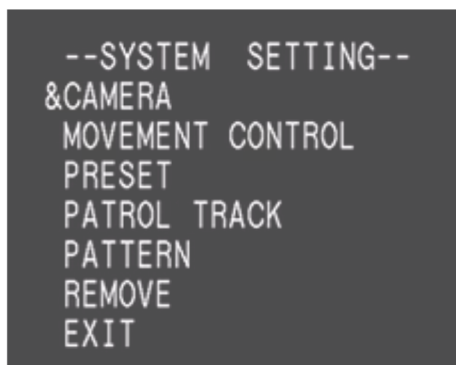 --SYSTEM SETTING--
&CAMERA
MOVEMENT CONTROL
PRESET
PATROL TRACK
PATTERN
REMOVE
EXIT